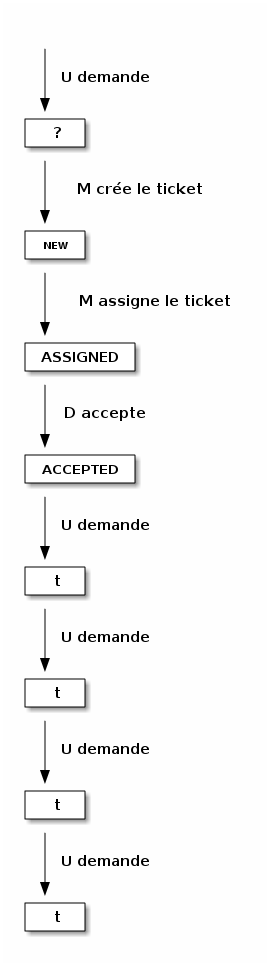 U demande
?
M crée le ticket
NEW
M assigne le ticket
ASSIGNED
D accepte
ACCEPTED
U demande
t
U demande
t
U demande
t
U demande
t